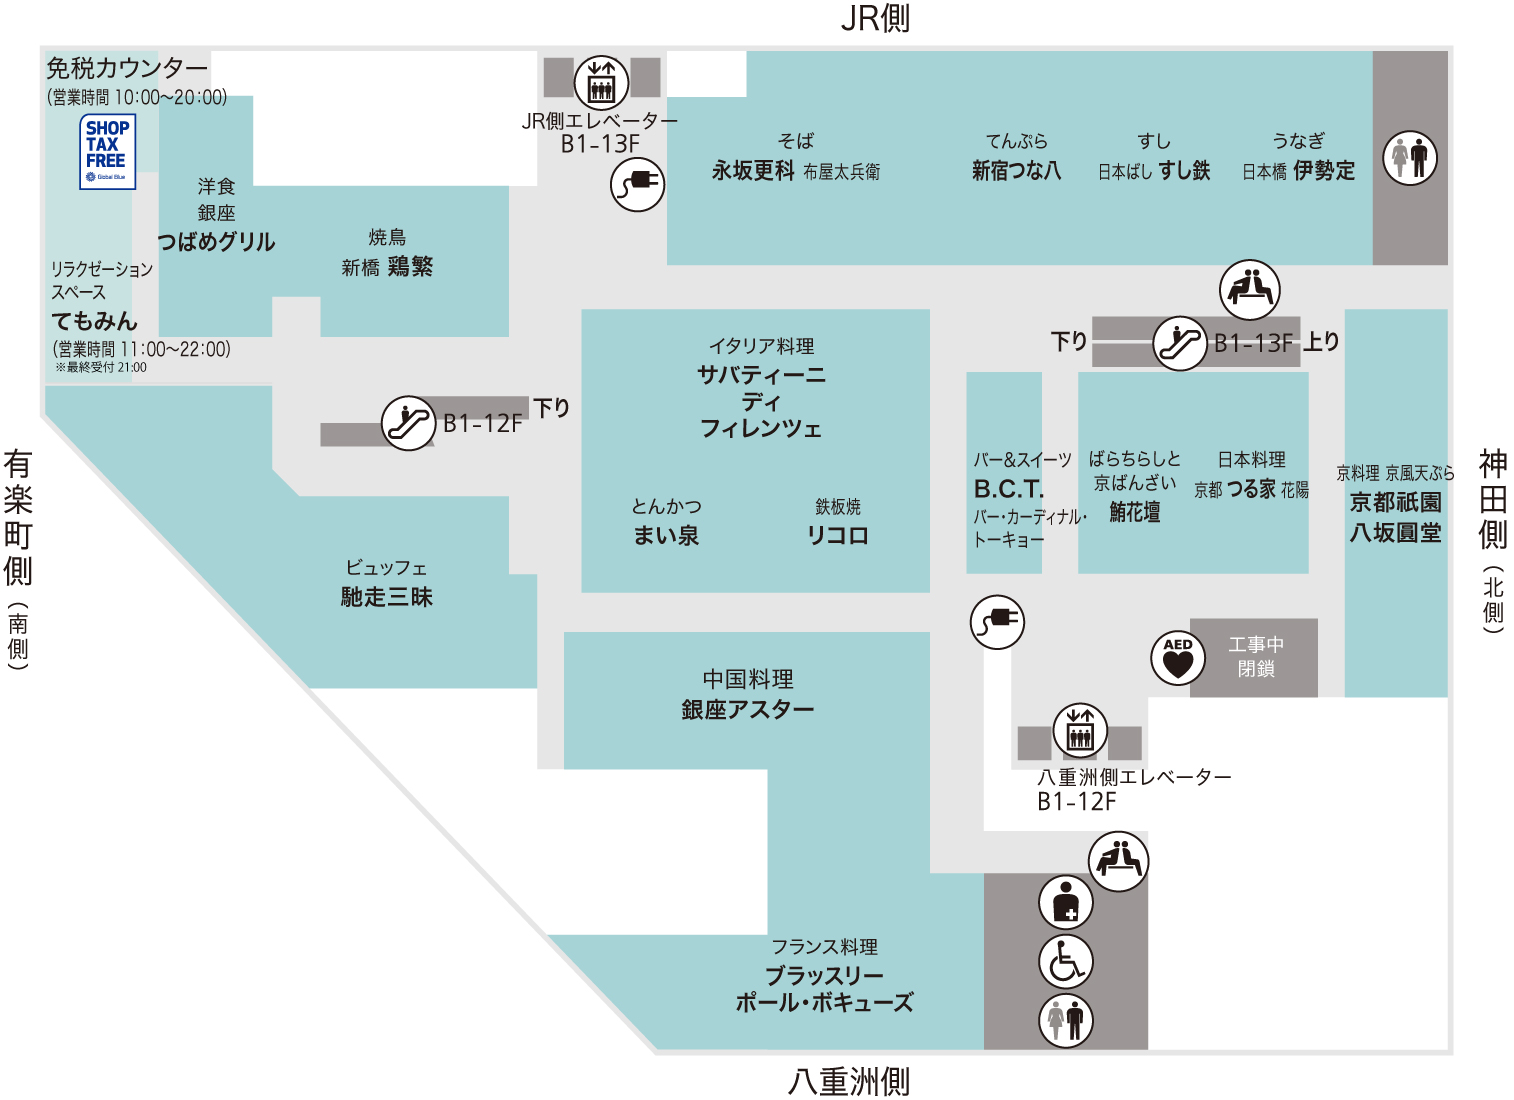 JR側
免税カウンター
(営業時間 10:00〜20:00)
SHOP
TAX
FREE
Global Blue
JR側エレベーター
B1-13F
そば
永坂更科 布屋太兵衛
てんぷら
新宿つな八
すし
日本ばし すし鉄
うなぎ
日本橋 伊勢定
洋食
銀座
つばめグリル
焼鳥
新橋 鶏繁
リラクゼーション
スペース
てもみん
(営業時間 11:00〜22:00)
※最終受付 21:00
下り
B1-13F
上り
イタリア料理
サバティーニ
ディ
フィレンツェ
B1-12F
下り
とんかつ
まい泉
鉄板焼
リコロ
バー&スイーツ
B.C.T.
バー・カーディナル・
トーキョー
ばらちらしと
京ばんざい
鮪花壇
日本料理
京都 つる家 花陽
京料理 京風天ぷら
京都祇園
八坂圓堂
有楽町側(南側)
神田側(北側)
ビュッフェ
馳走三昧
AED
工事中
閉鎖
中国料理
銀座アスター
八重洲側エレベーター
B1-12F
フランス料理
ブラッスリー
ポール・ボキューズ
八重洲側